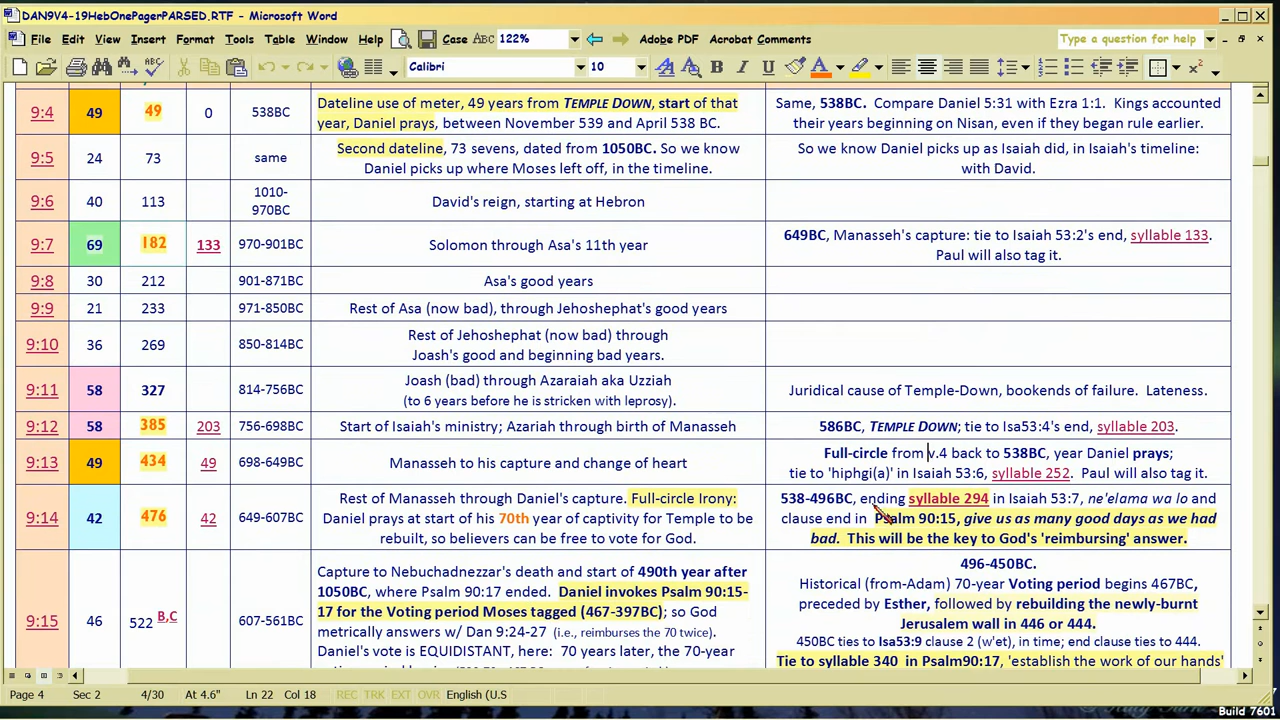 DAN9V4-19HebOnePagerPARSED.RTF - Microsoft Word
File Edit View Insert Format Tools Table Window Help Case ABC 122% Adobe PDF Acrobat Comments Type a question for help
Calibri 10 B I U
9:4 49 49 0 538BC Dateline use of meter, 49 years from TEMPLE DOWN, start of that Same, 538BC. Compare Daniel 5:31 with Ezra 1:1. Kings accounted
year, Daniel prays, between November 539 and April 538 BC. their years beginning on Nisan, even if they began rule earlier.
9:5 24 73 same Second dateline, 73 sevens, dated from 1050BC. So we know So we know Daniel picks up as Isaiah did, in Isaiah's timeline:
Daniel picks up where Moses left off, in the timeline. with David.
9:6 40 113 1010-
970BC David's reign, starting at Hebron
9:7 69 182 133 970-901BC Solomon through Asa's 11th year 649BC, Manasseh's capture: tie to Isaiah 53:2's end, syllable 133.
Paul will also tag it.
9:8 30 212 901-871BC Asa's good years
9:9 21 233 971-850BC Rest of Asa (now bad), through Jehoshephat's good years
9:10 36 269 850-814BC Rest of Jehoshephat (now bad) through
Joash's good and beginning bad years.
9:11 58 327 814-756BC Joash (bad) through Azaraiah aka Uzziah Juridical cause of Temple-Down, bookends of failure. Lateness.
(to 6 years before he is stricken with leprosy).
9:12 58 385 203 756-698BC Start of Isaiah's ministry; Azariah through birth of Manasseh 586BC, TEMPLE DOWN; tie to Isa53:4's end, syllable 203.
9:13 49 434 49 698-649BC Manasseh to his capture and change of heart Full-circle from v.4 back to 538BC, year Daniel prays;
tie to 'hiphgi(a)' in Isaiah 53:6, syllable 252. Paul will also tag it.
9:14 42 476 42 649-607BC Rest of Manasseh through Daniel's capture. Full-circle Irony: 538-496BC, ending syllable 294 in Isaiah 53:7, ne'elama wa lo and
Daniel prays at start of his 70th year of captivity for Temple to be clause end in Psalm 90:15, give us as many good days as we had
rebuilt, so believers can be free to vote for God. bad. This will be the key to God's 'reimbursing' answer.
9:15 46 522 B,C 607-561BC Capture to Nebuchadnezzar's death and start of 490th year after 496-450BC.
1050BC, where Psalm 90:17 ended. Daniel invokes Psalm 90:15- Historical (from-Adam) 70-year Voting period begins 467BC,
17 for the Voting period Moses tagged (467-397BC); so God preceded by Esther, followed by rebuilding the newly-burnt
metrically answers w/ Dan 9:24-27 (i.e., reimburses the 70 twice). Jerusalem wall in 446 or 444.
Daniel's vote is EQUIDISTANT, here: 70 years later, the 70-year 450BC ties to Isa53:9 clause 2 (w'et), in time; end clause ties to 444.
Tie to syllable 340 in Psalm90:17, 'establish the work of our hands'
Page 4 Sec 2 4/30 At 4.6" Ln 22 Col 18 REC TRK EXT OVR English (U.S
Build 7601